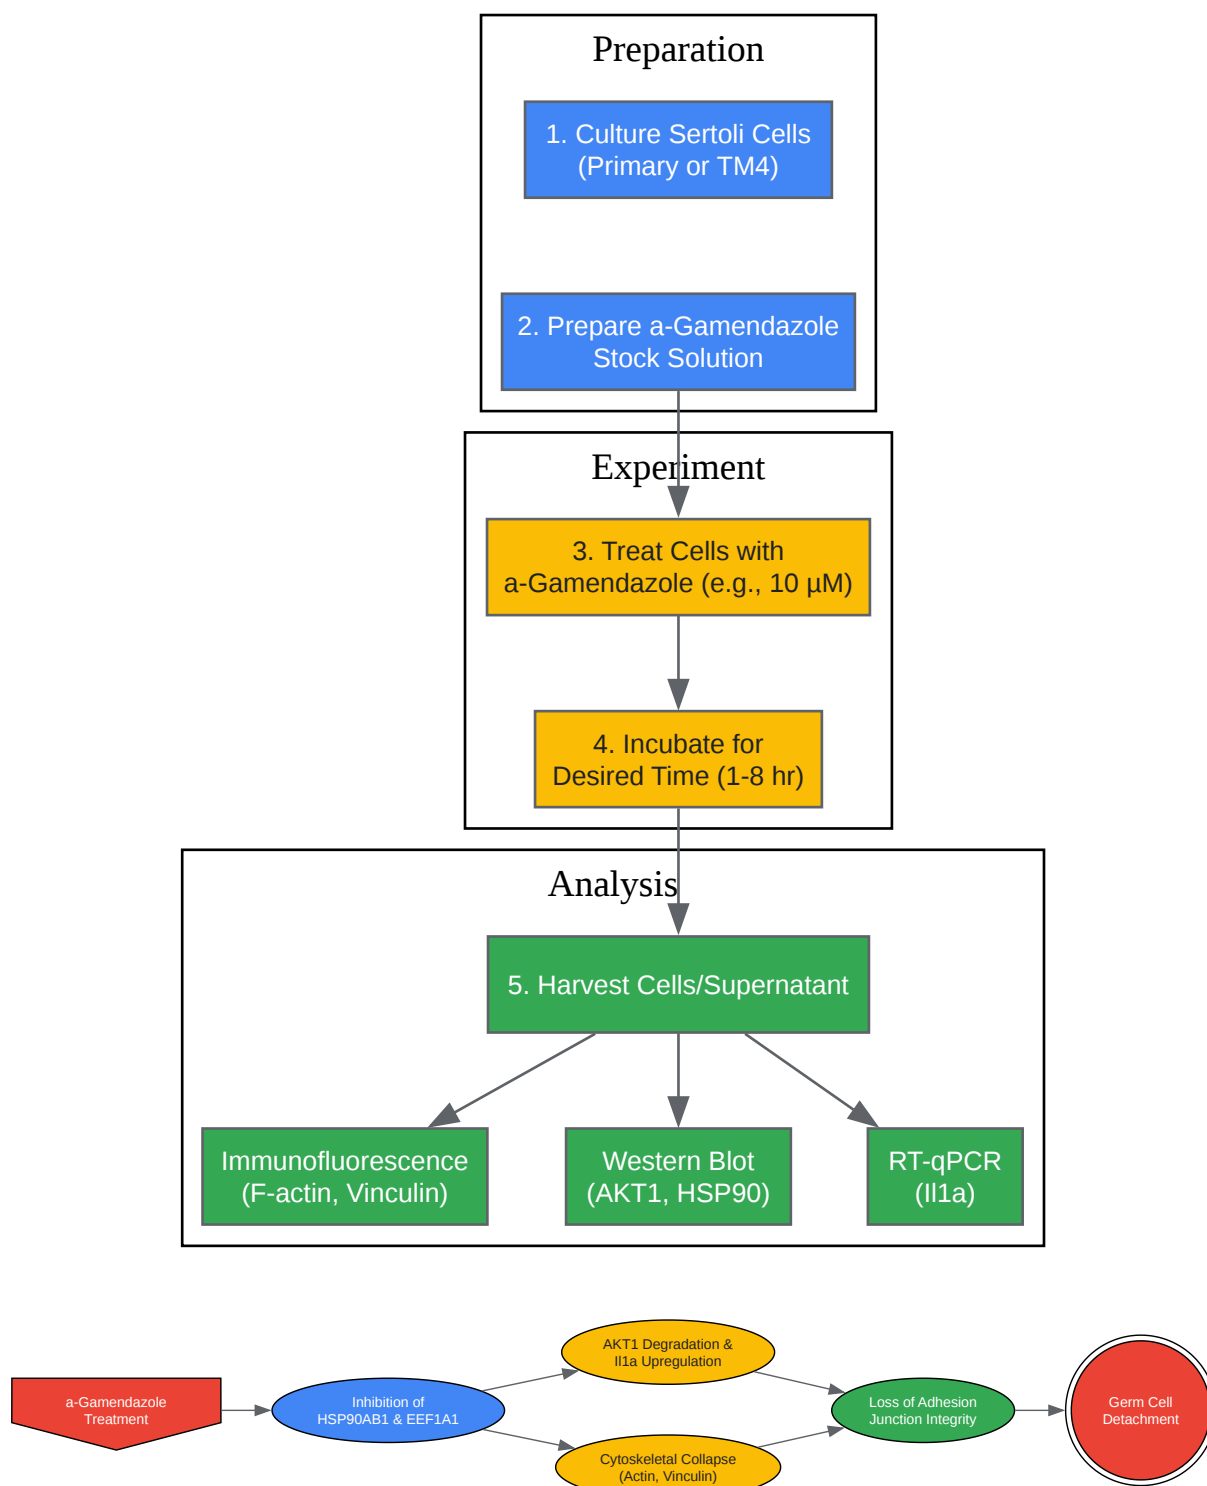 Preparation
1. Culture Sertoli Cells
(Primary or TM4)
2. Prepare a-Gamendazole
Stock Solution
Experiment
3. Treat Cells with
a-Gamendazole (e.g., 10 µM)
4. Incubate for
Desired Time (1-8 hr)
Analysis
5. Harvest Cells/Supernatant
Immunofluorescence
(F-actin, Vinculin)
Western Blot
(AKT1, HSP90)
RT-qPCR
(Il1a)
a-Gamendazole
Treatment
Inhibition of
HSP90AB1 & EEF1A1
AKT1 Degradation &
Il1a Upregulation
Cytoskeletal Collapse
(Actin, Vinculin)
Loss of Adhesion
Junction Integrity
Germ Cell
Detachment